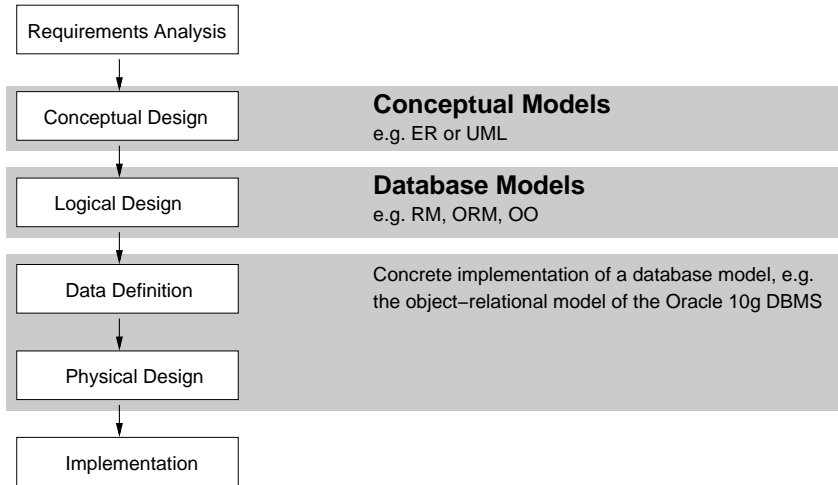 Requirements Analysis
Conceptual Design
Conceptual Models
e.g. ER or UML
Logical Design
Database Models
e.g. RM, ORM, OO
Data Definition
Concrete implementation of a database model, e.g.
the object−relational model of the Oracle 10g DBMS
Physical Design
Implementation